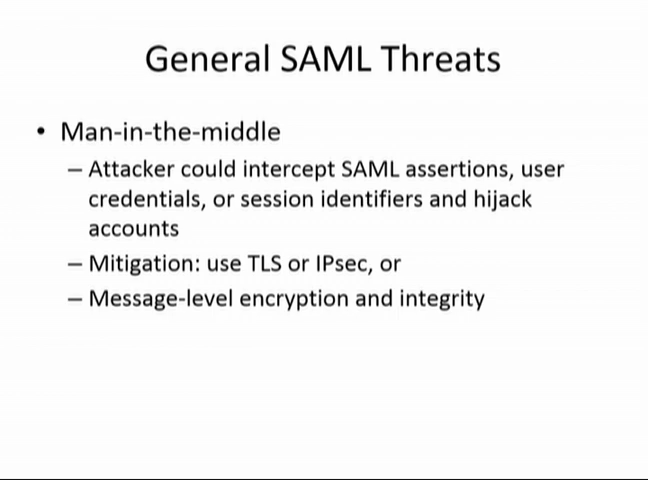 General SAML Threats
• Man-in-the-middle
– Attacker could intercept SAML assertions, user
credentials, or session identifiers and hijack
accounts
– Mitigation: use TLS or IPsec, or
– Message-level encryption and integrity